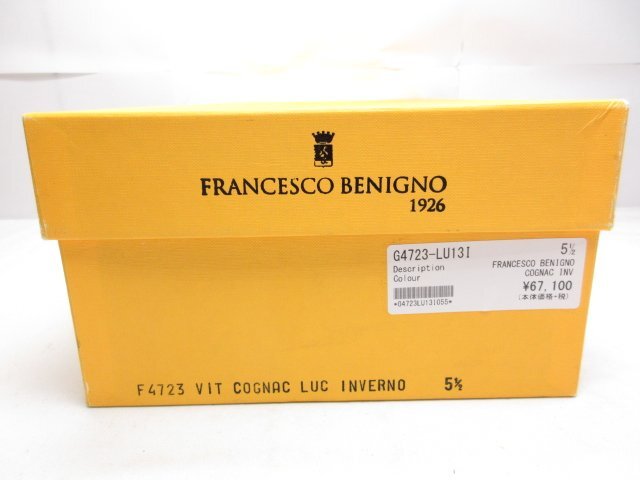 FRANCESCO BENIGNO
1926
G4723-LU13I 5½
Description FRANCESCO BENIGNO
Colour COGNAC INV
¥67,100
*G4723LU13I055* (本体価格+税)
F4723 VIT COGNAC LUC INVERNO 5½